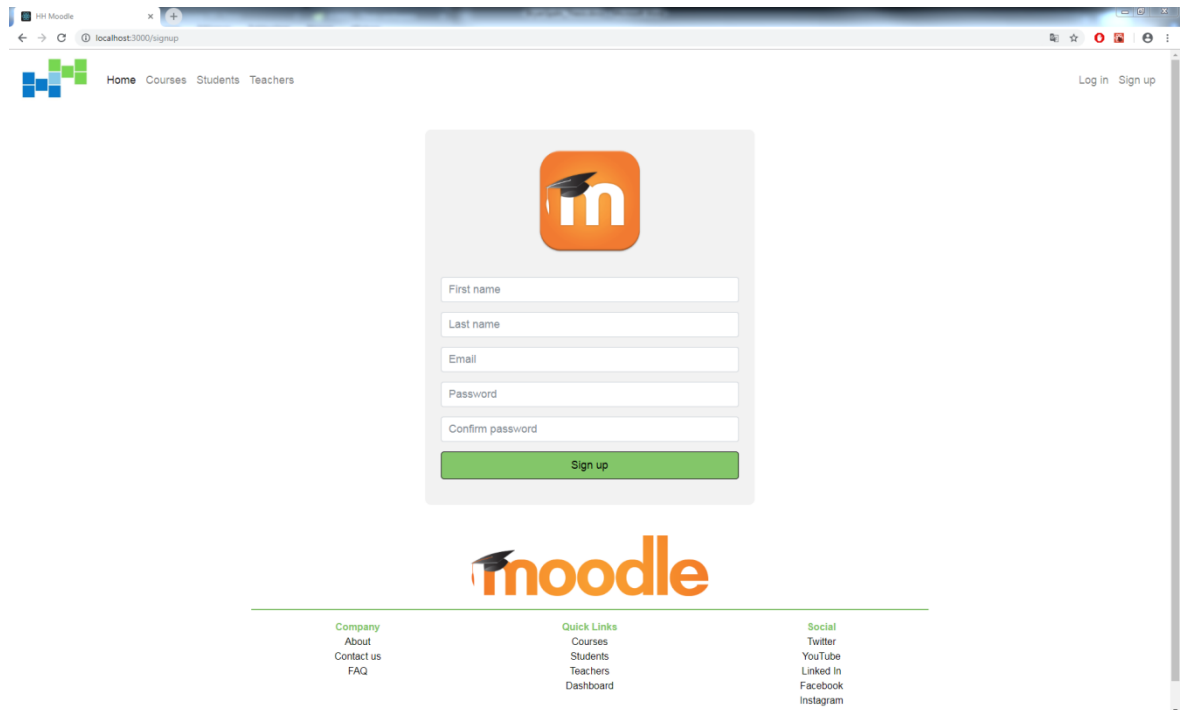 HH Moodle
localhost:3000/signup
Home Courses Students Teachers
Log in Sign up
m
First name
Last name
Email
Password
Confirm password
Sign up
moodle
Company Quick Links Social
About Courses Twitter
Contact us Students YouTube
FAQ Teachers Linked In
Dashboard Facebook
Instagram